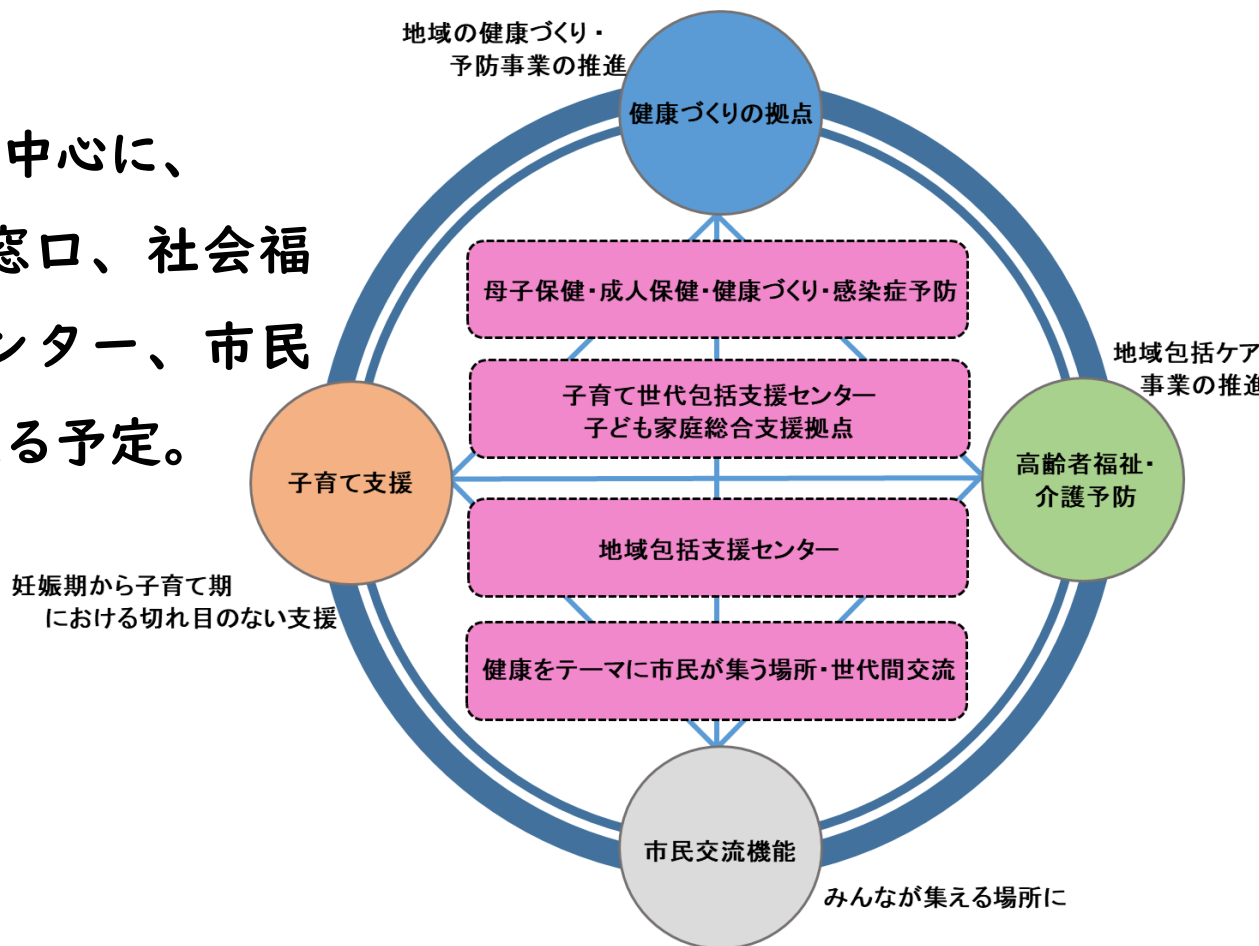 地域の健康づくり・
予防事業の推進
健康づくりの拠点
中心に、
窓口、社会福
ンター、市民
る予定。
母子保健・成人保健・健康づくり・感染症予防
子育て世代包括支援センター
子ども家庭総合支援拠点
地域包括ケア
事業の推進
子育て支援
高齢者福祉・
介護予防
地域包括支援センター
妊娠期から子育て期
における切れ目のない支援
健康をテーマに市民が集う場所・世代間交流
市民交流機能
みんなが集える場所に